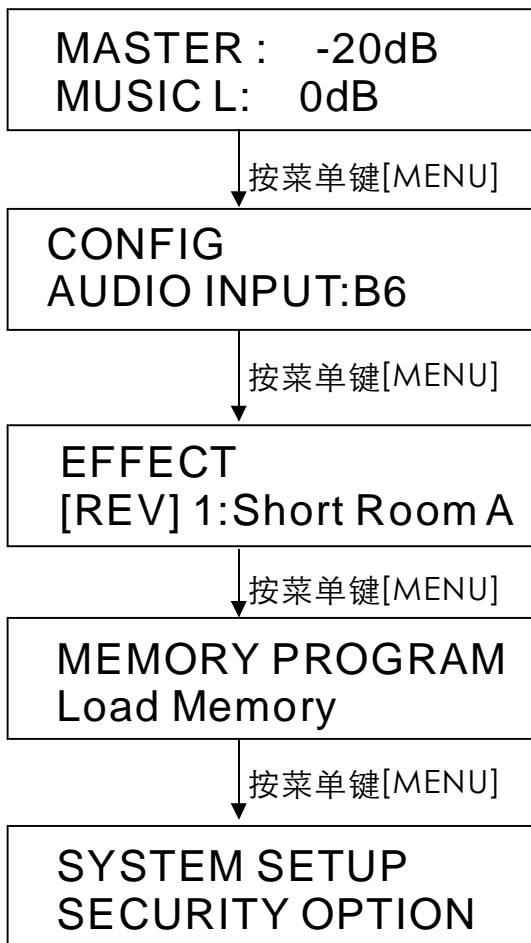 MASTER : -20dB
MUSIC L: 0dB
按菜单键[MENU]
CONFIG
AUDIO INPUT:B6
按菜单键[MENU]
EFFECT
[REV] 1:Short Room A
按菜单键[MENU]
MEMORY PROGRAM
Load Memory
按菜单键[MENU]
SYSTEM SETUP
SECURITY OPTION